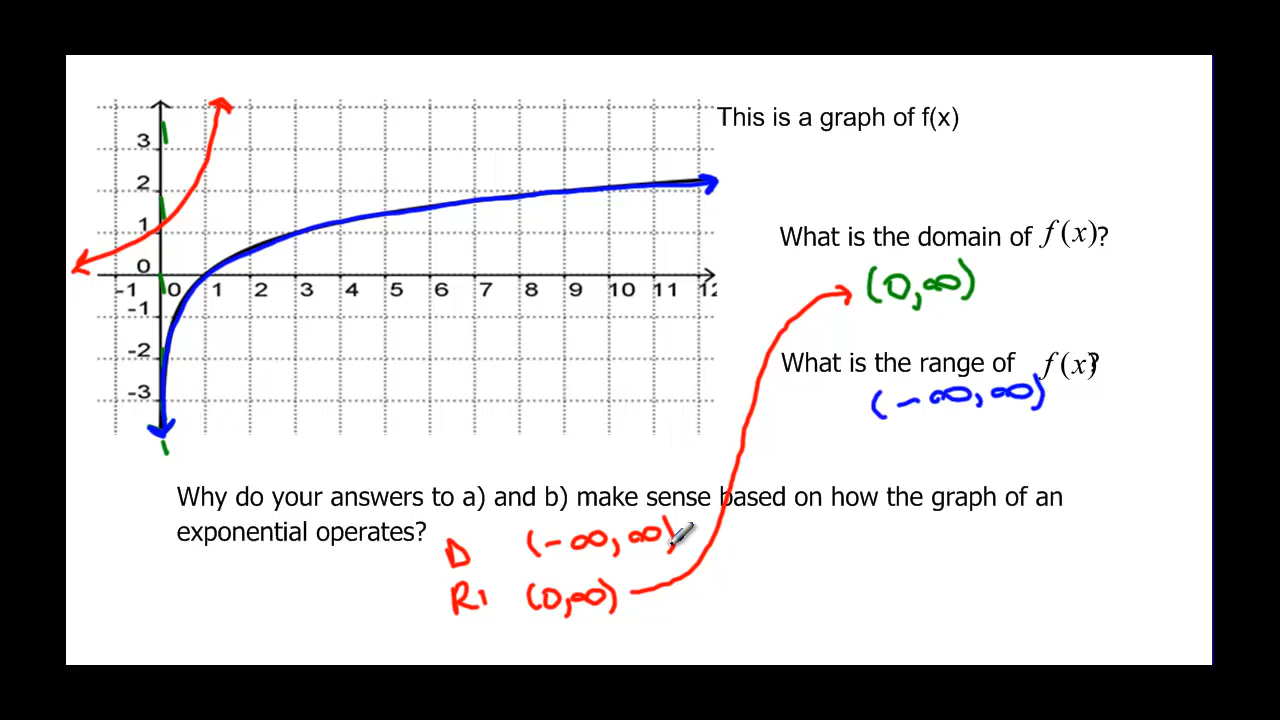 This is a graph of f(x)
3
2
1
0
-1 0 1 2 3 4 5 6 7 8 9 10 11 12
-1
-2
-3
What is the domain of f(x)?
(0,∞)
What is the range of f(x)?
(-∞,∞)
Why do your answers to a) and b) make sense based on how the graph of an
exponential operates?
D (-∞,∞)
R: (0,∞)